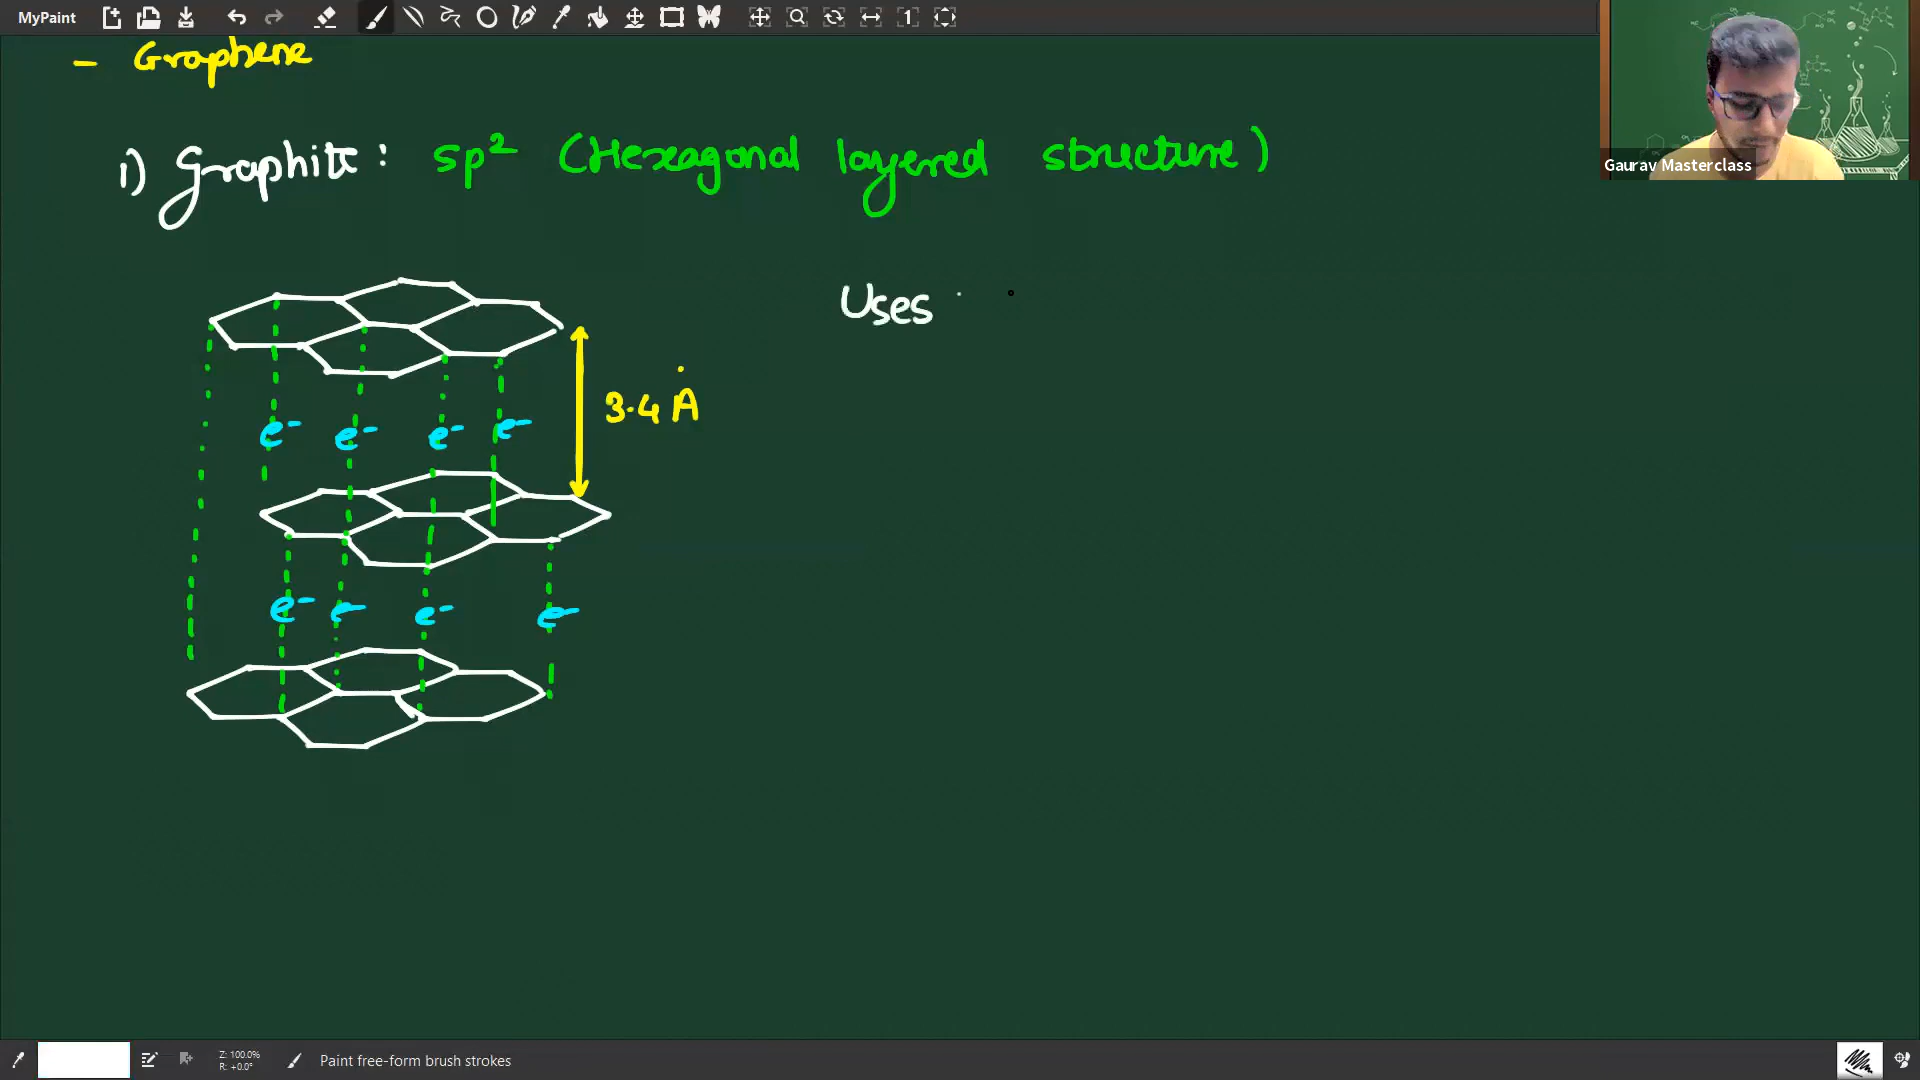 MyPaint
1
- Graphene
Gaurav Masterclass
1) Graphite: sp² (Hexagonal layered structure)
Uses
3.4 Å
e⁻ e⁻ e⁻ e⁻
e⁻ e⁻ e⁻ e⁻
Z: 100.0%
R: +0.0°
Paint free-form brush strokes